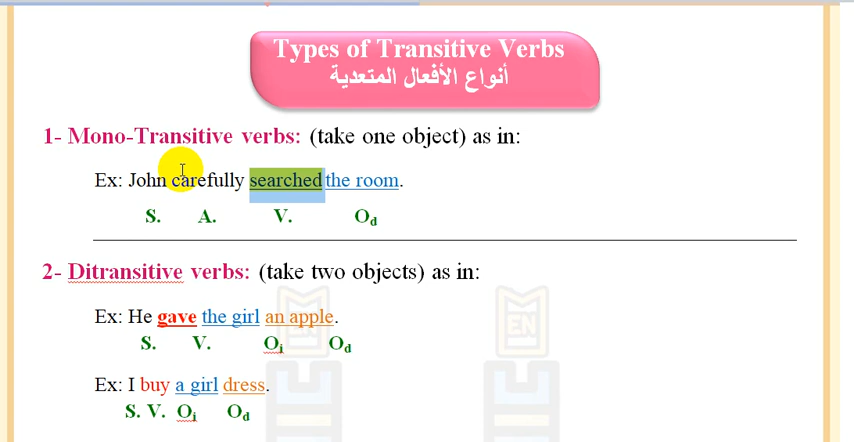 Types of Transitive Verbs
أنواع الأفعال المتعدية
1- Mono-Transitive verbs: (take one object) as in:
Ex: John carefully searched the room.
S. A. V. Od
2- Ditransitive verbs: (take two objects) as in:
Ex: He gave the girl an apple.
S. V. Oi Od
Ex: I buy a girl dress.
S. V. Oi Od
EN